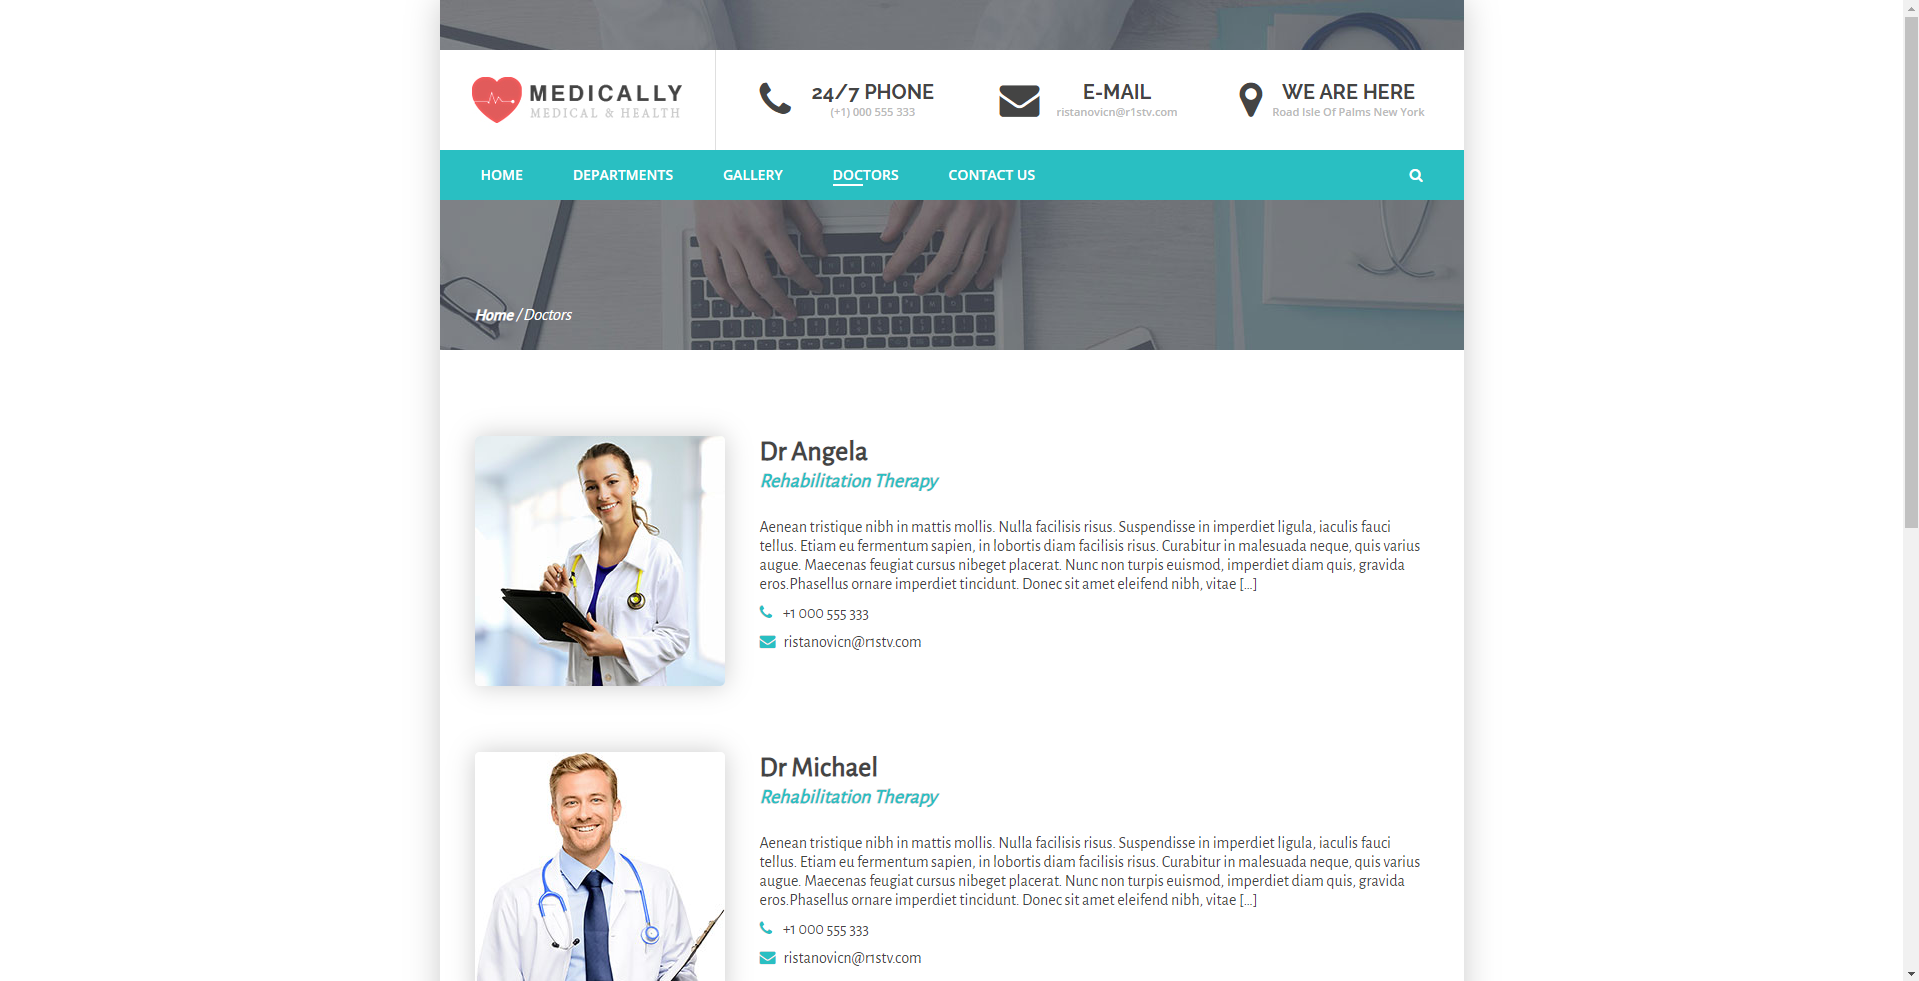 MEDICALLY
MEDICAL & HEALTH
24/7 PHONE
(+1) 000 555 333
E-MAIL
ristanovicn@r1stv.com
WE ARE HERE
Road Isle Of Palms New York
HOME DEPARTMENTS GALLERY DOCTORS CONTACT US
Home / Doctors
Dr Angela
Rehabilitation Therapy
Aenean tristique nibh in mattis mollis. Nulla facilisis risus. Suspendisse in imperdiet ligula, iaculis fauci
tellus. Etiam eu fermentum sapien, in lobortis diam facilisis risus. Curabitur in malesuada neque, quis varius
augue. Maecenas feugiat cursus nibeget placerat. Nunc non turpis euismod, imperdiet diam quis, gravida
eros.Phasellus ornare imperdiet tincidunt. Donec sit amet eleifend nibh, vitae [...]
+1 000 555 333
ristanovicn@r1stv.com
Dr Michael
Rehabilitation Therapy
Aenean tristique nibh in mattis mollis. Nulla facilisis risus. Suspendisse in imperdiet ligula, iaculis fauci
tellus. Etiam eu fermentum sapien, in lobortis diam facilisis risus. Curabitur in malesuada neque, quis varius
augue. Maecenas feugiat cursus nibeget placerat. Nunc non turpis euismod, imperdiet diam quis, gravida
eros.Phasellus ornare imperdiet tincidunt. Donec sit amet eleifend nibh, vitae [...]
+1 000 555 333
ristanovicn@r1stv.com